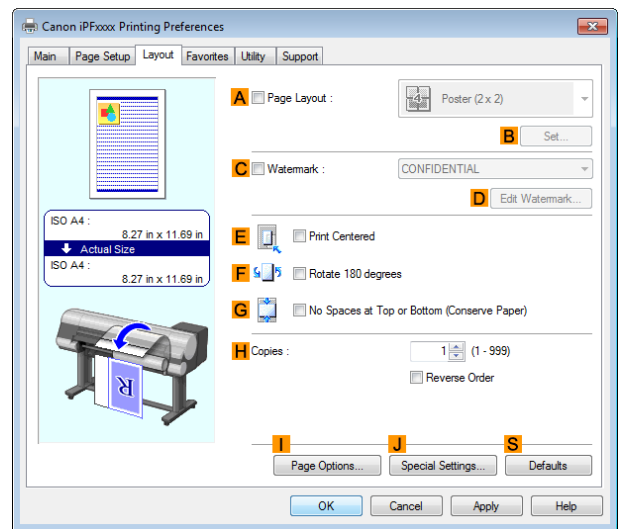 Canon iPFxxxx Printing Preferences
Main Page Setup Layout Favorites Utility Support
A Page Layout : 4 Poster (2 x 2)
B Set...
C Watermark : CONFIDENTIAL
D Edit Watermark...
ISO A4 :
8.27 in x 11.69 in
Actual Size
ISO A4 :
8.27 in x 11.69 in
E Print Centered
F Rotate 180 degrees
G No Spaces at Top or Bottom (Conserve Paper)
H Copies : 1 (1 - 999)
Reverse Order
R
I J S
Page Options... Special Settings... Defaults
OK Cancel Apply Help